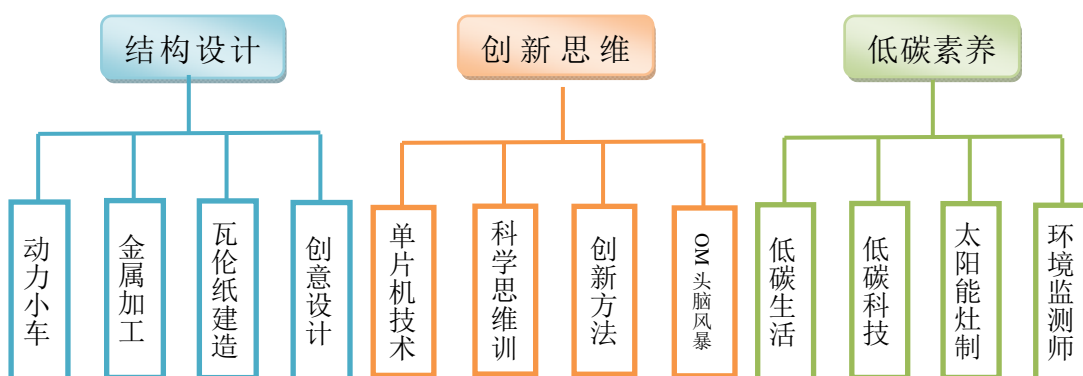 结构设计
创新思维
低碳素养
动力小车
金属加工
瓦伦纸建造
创意设计
单片机技术
科学思维训
创新方法
OM 头脑风暴
低碳生活
低碳科技
太阳能灶制
环境监测师